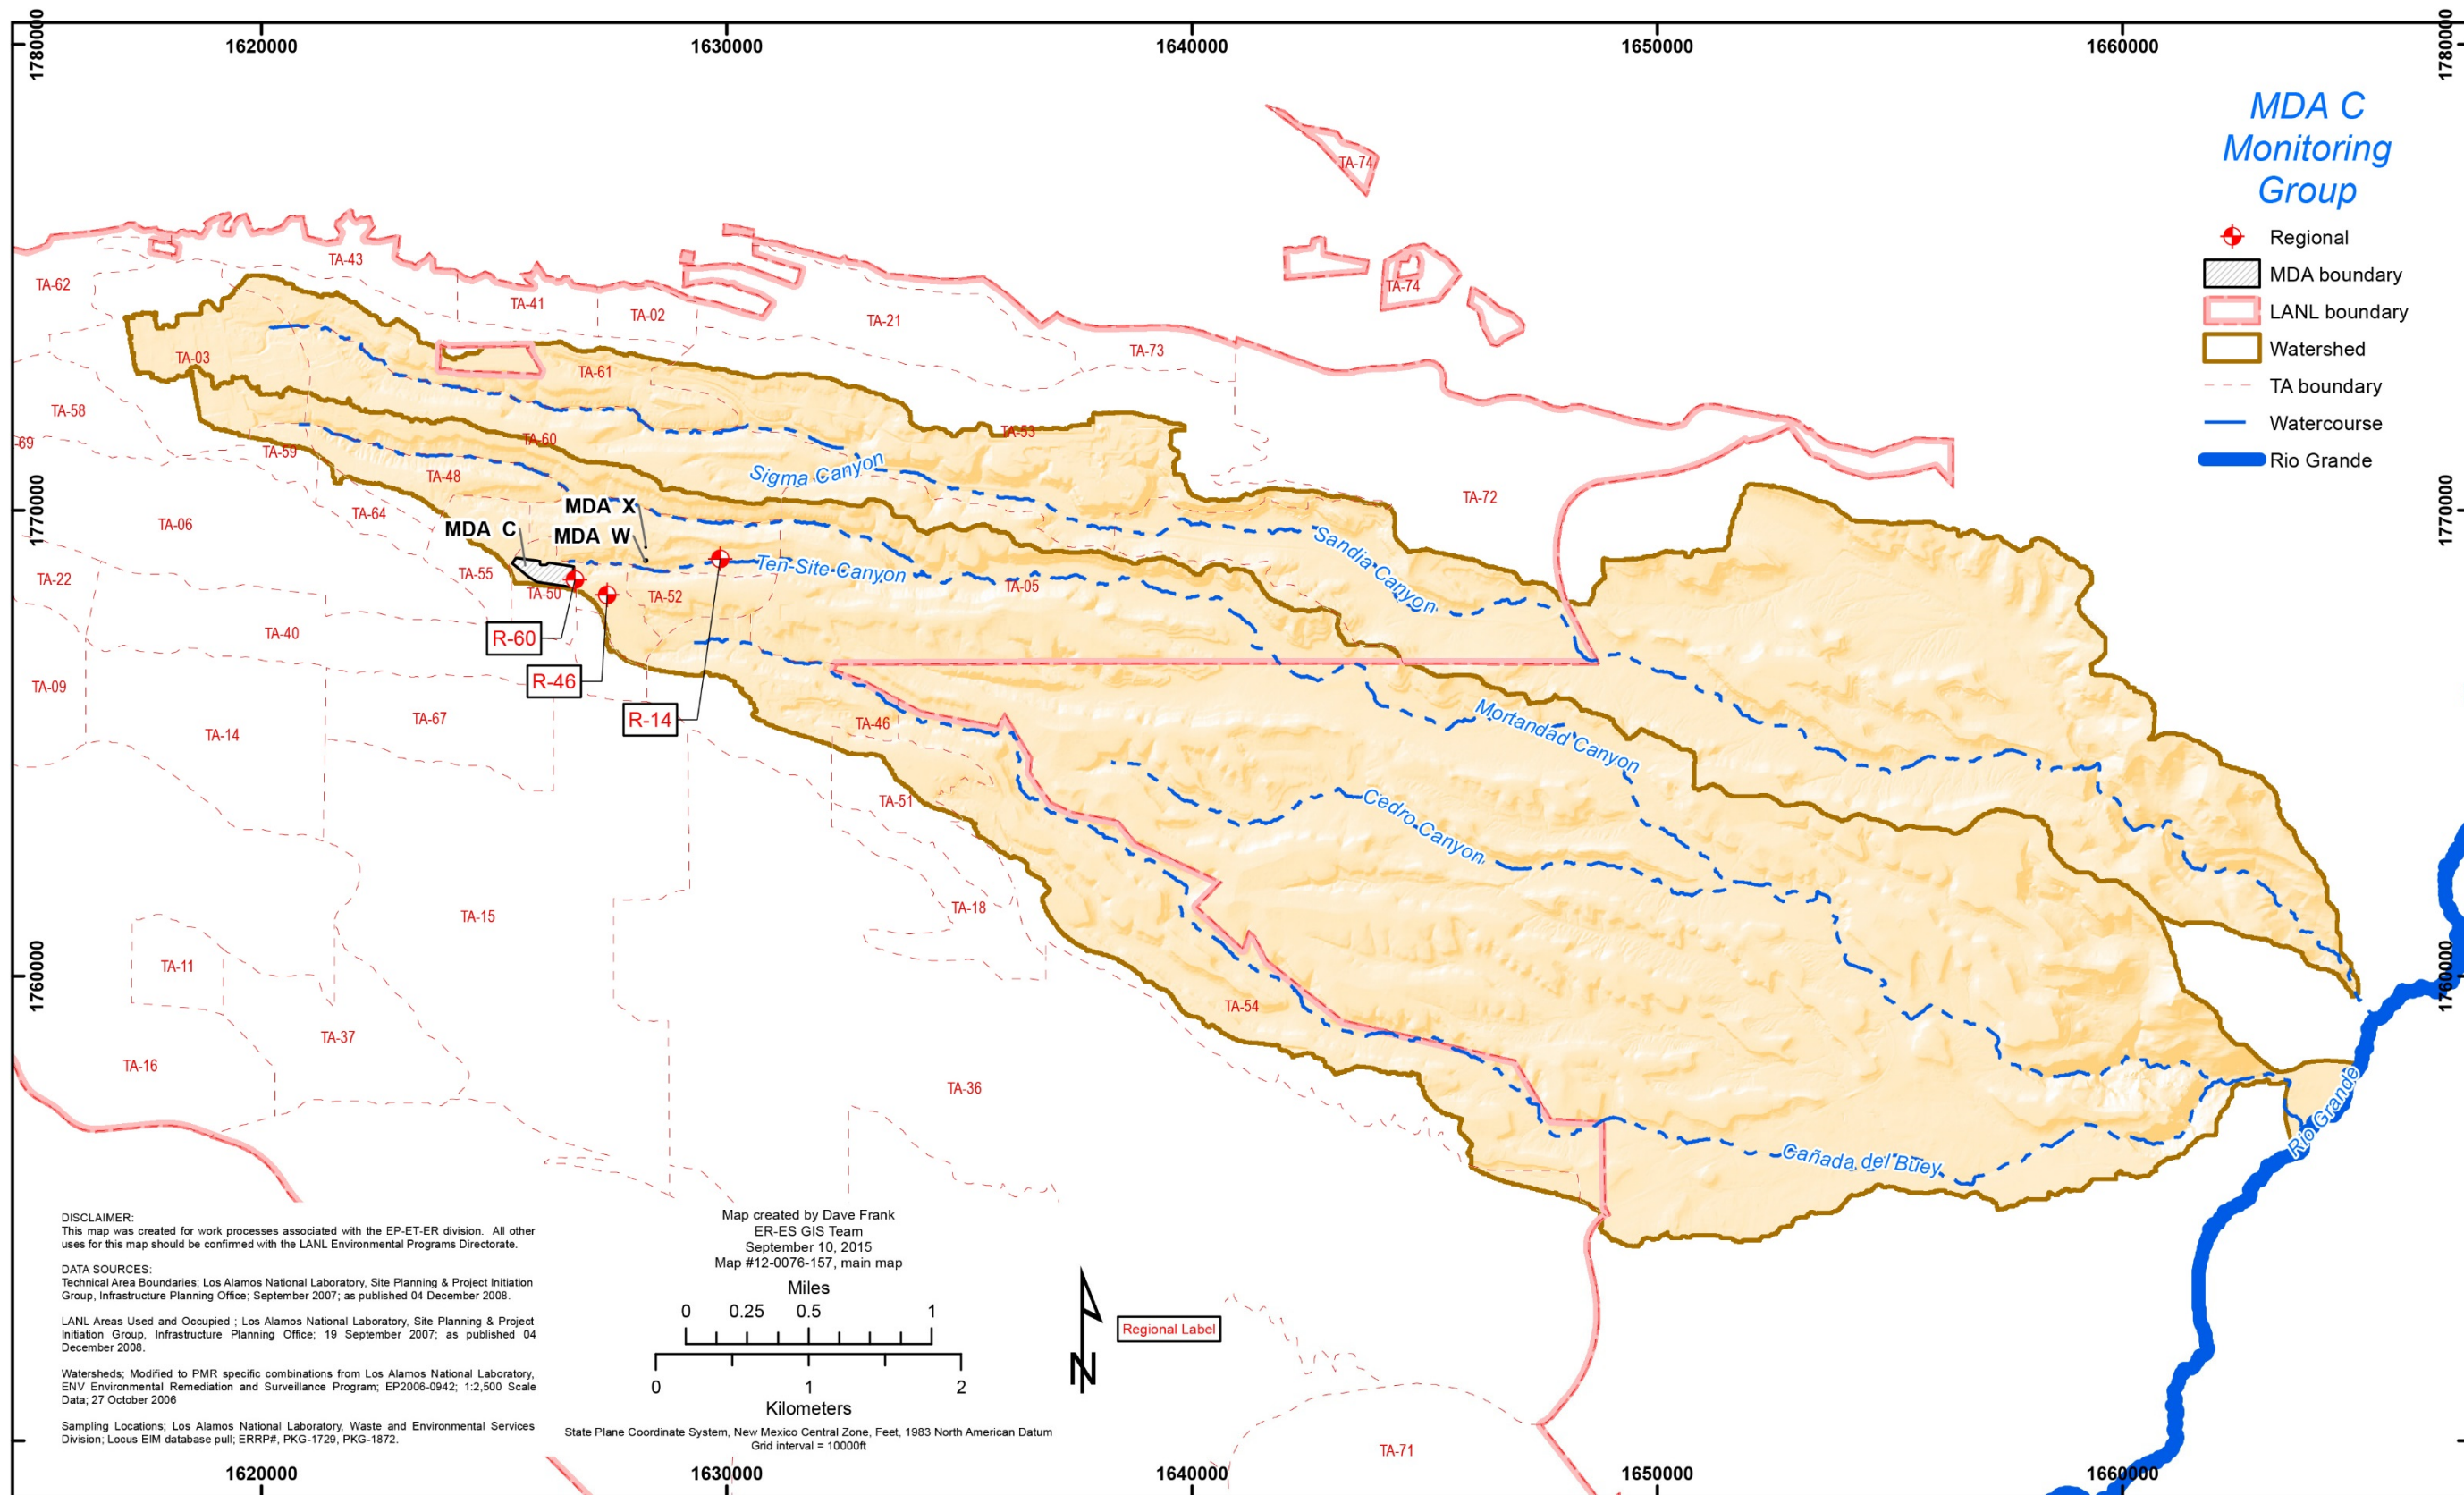 1620000
1630000
1640000
1650000
1660000
1780000
1780000
MDA C
Monitoring
Group
Regional
MDA boundary
LANL boundary
Watershed
TA boundary
Watercourse
Rio Grande
TA-74
TA-74
TA-43
TA-62
TA-41
TA-02
TA-21
TA-73
TA-03
TA-61
TA-58
69
TA-60
TA-53
TA-59
TA-48
Sigma Canyon
TA-72
1770000
1770000
MDA X
MDA C
MDA W
TA-06
TA-64
TA-22
TA-55
TA-50
TA-52
Ten-Site Canyon
TA-05
Sandia Canyon
R-60
R-46
R-14
TA-40
TA-09
TA-14
TA-67
TA-46
Mortandad Canyon
TA-51
Cedro Canyon
TA-15
TA-18
TA-11
1760000
1760000
TA-54
TA-37
TA-16
TA-36
Cañada del Buey
Rio Grande
DISCLAIMER:
This map was created for work processes associated with the EP-ET-ER division. All other
uses for this map should be confirmed with the LANL Environmental Programs Directorate.
DATA SOURCES:
Technical Area Boundaries; Los Alamos National Laboratory, Site Planning & Project Initiation
Group, Infrastructure Planning Office; September 2007; as published 04 December 2008.
LANL Areas Used and Occupied ; Los Alamos National Laboratory, Site Planning & Project
Initiation Group, Infrastructure Planning Office; 19 September 2007; as published 04
December 2008.
Watersheds; Modified to PMR specific combinations from Los Alamos National Laboratory,
ENV Environmental Remediation and Surveillance Program; EP2006-0942; 1:2,500 Scale
Data; 27 October 2006
Sampling Locations; Los Alamos National Laboratory, Waste and Environmental Services
Division; Locus EIM database pull; ERRP#, PKG-1729, PKG-1872.
Map created by Dave Frank
ER-ES GIS Team
September 10, 2015
Map #12-0076-157, main map
Miles
0 0.25 0.5 1
0 1 2
Kilometers
State Plane Coordinate System, New Mexico Central Zone, Feet, 1983 North American Datum
Grid interval = 10000ft
N
Regional Label
TA-71
1620000
1630000
1640000
1650000
1660000